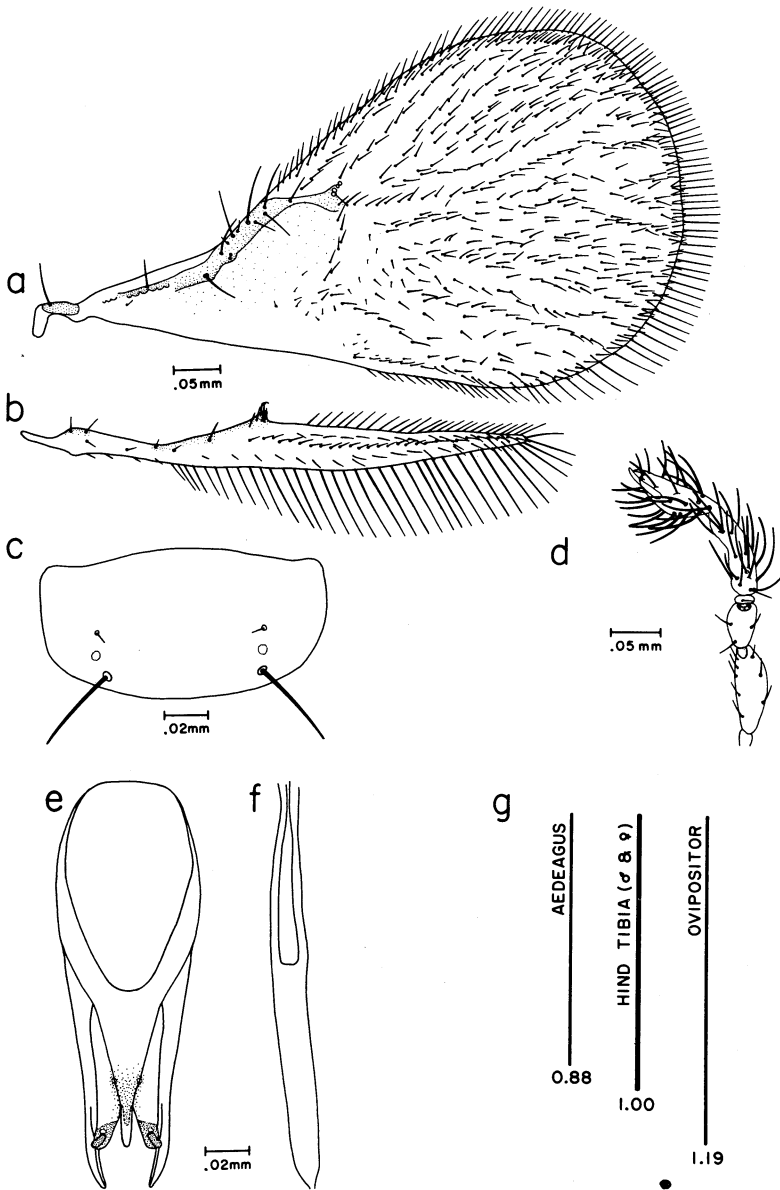 a
.05mm
b
c
d
.02mm
.05mm
e
f
g
AEDEAGUS
HIND TIBIA (♂ & ♀)
OVIPOSITOR
0.88
1.00
1.19
.02mm